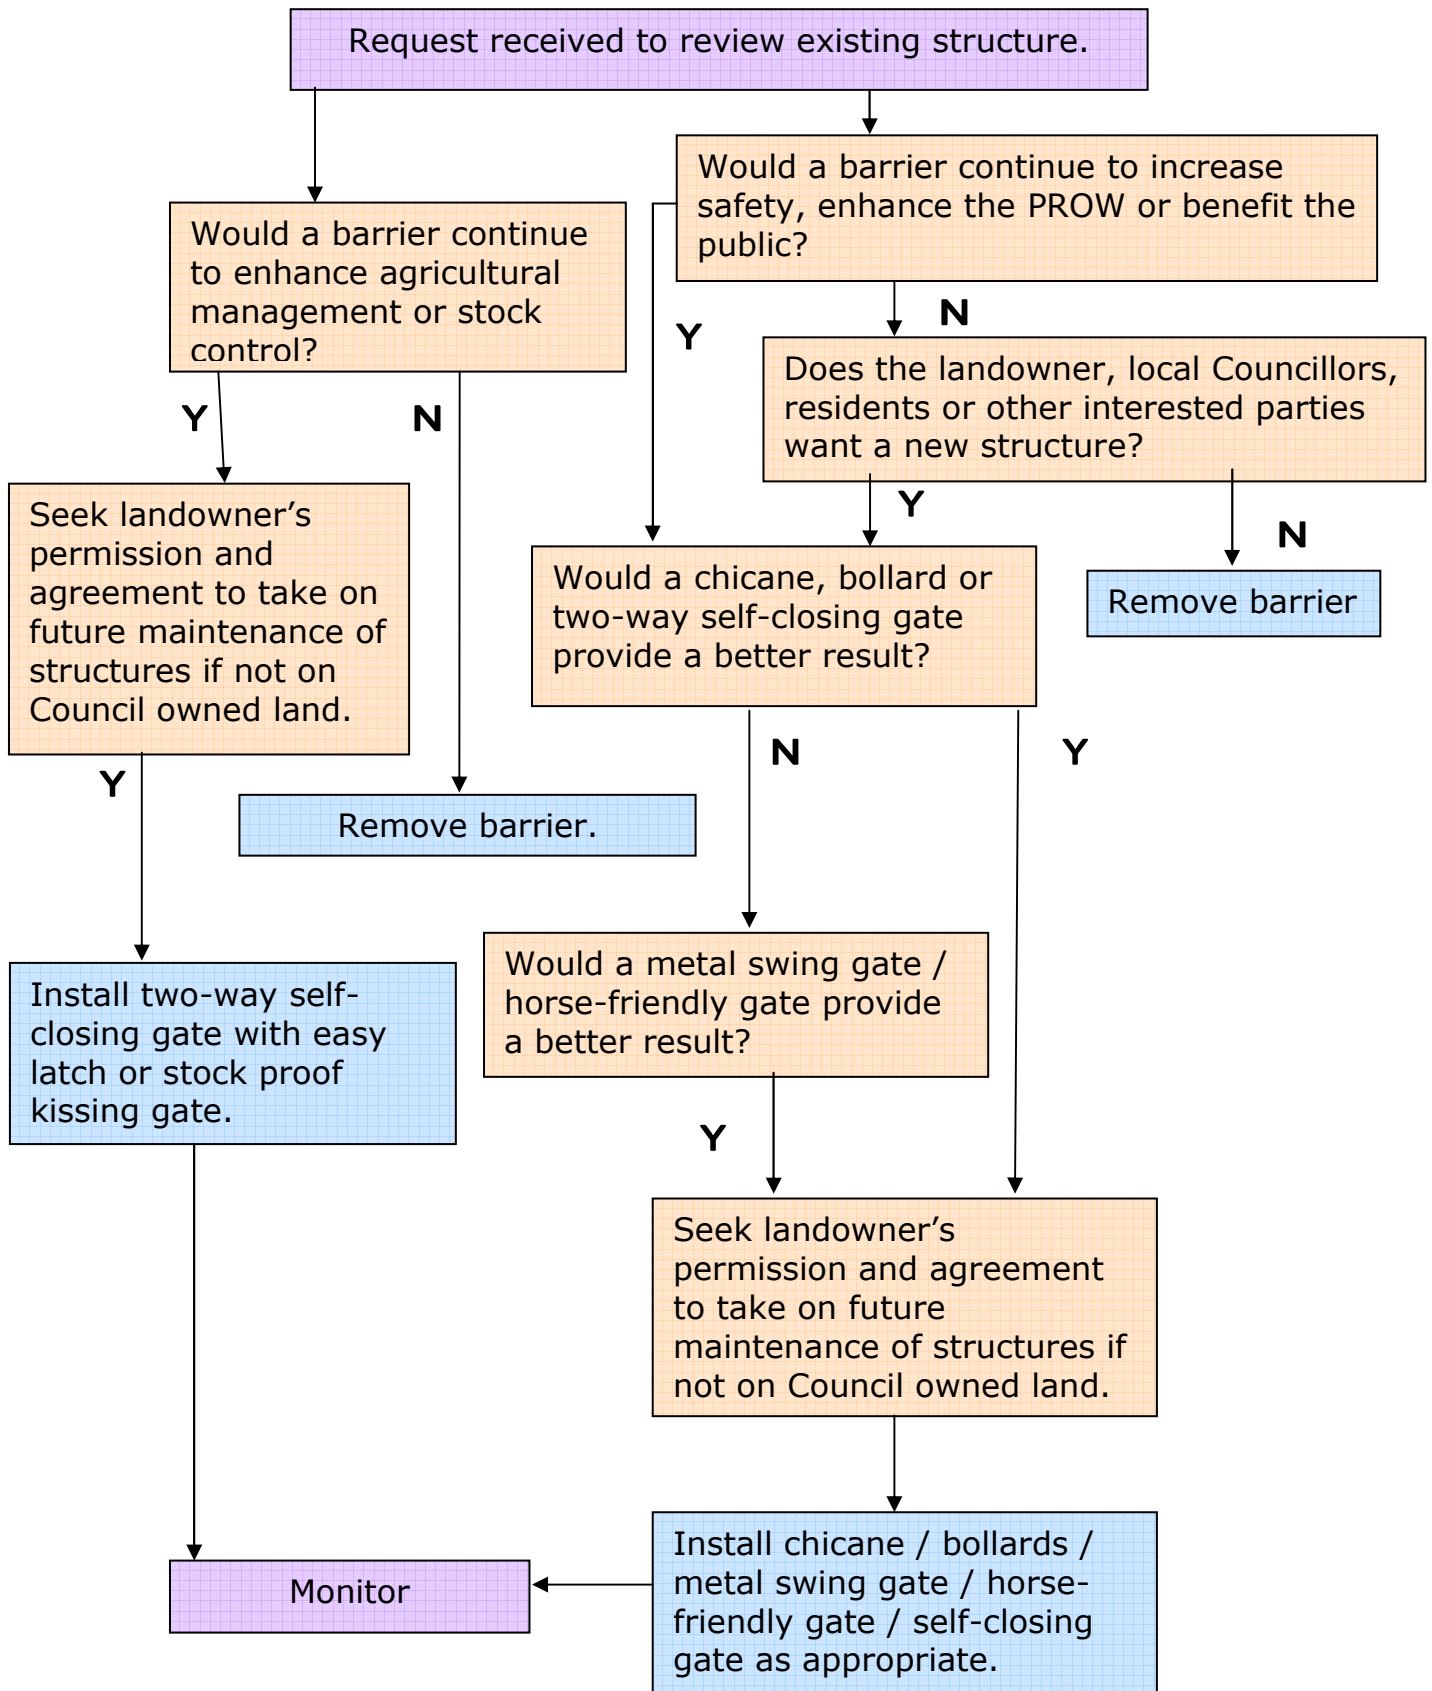 Request received to review existing structure.
Would a barrier continue to increase
safety, enhance the PROW or benefit the
public?
Would a barrier continue
to enhance agricultural
management or stock
control?
Y
N
Does the landowner, local Councillors,
residents or other interested parties
want a new structure?
Y
N
Y
N
Seek landowner’s
permission and
agreement to take on
future maintenance of
structures if not on
Council owned land.
Would a chicane, bollard or
two-way self-closing gate
provide a better result?
Remove barrier
Y
N
Y
Remove barrier.
Install two-way self-
closing gate with easy
latch or stock proof
kissing gate.
Would a metal swing gate /
horse-friendly gate provide
a better result?
Y
Seek landowner’s
permission and agreement
to take on future
maintenance of structures if
not on Council owned land.
Install chicane / bollards /
metal swing gate / horse-
friendly gate / self-closing
gate as appropriate.
Monitor